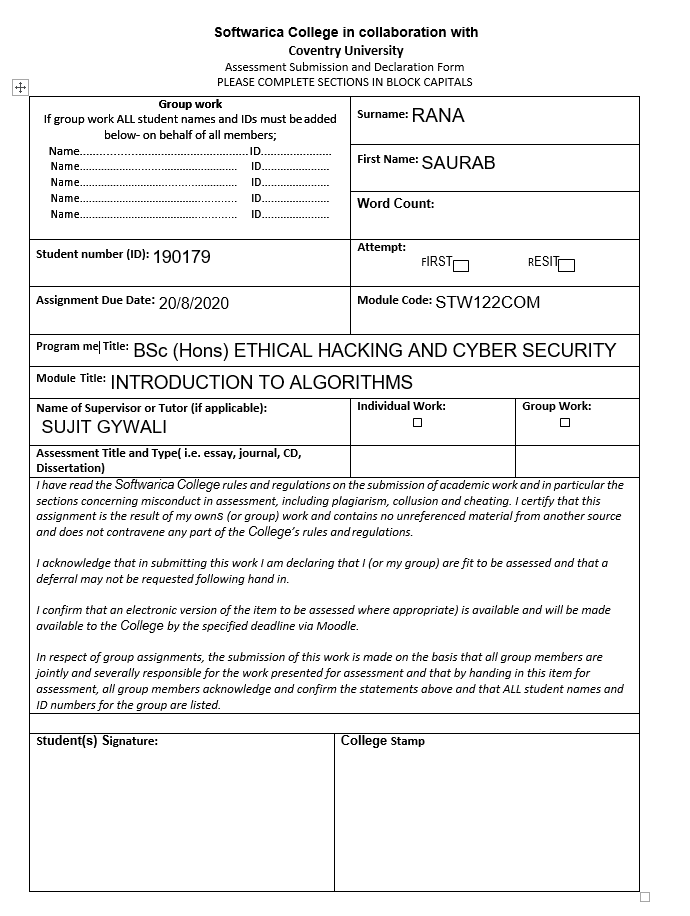 Softwarica College in collaboration with
Coventry University
Assessment Submission and Declaration Form
PLEASE COMPLETE SECTIONS IN BLOCK CAPITALS
Group work
If group work ALL student names and IDs must be added
below- on behalf of all members;
Name.......................................................ID......................
Name.................................................... ID......................
Name.................................................... ID......................
Name.................................................... ID......................
Name.................................................... ID......................
Surname: RANA
First Name: SAURAB
Word Count:
Student number (ID): 190179
Attempt:
FIRST RESIT
Assignment Due Date: 20/8/2020
Module Code: STW122COM
Program me Title: BSc (Hons) ETHICAL HACKING AND CYBER SECURITY
Module Title: INTRODUCTION TO ALGORITHMS
Name of Supervisor or Tutor (if applicable):
SUJIT GYWALI
Individual Work:
Group Work:
Assessment Title and Type( i.e. essay, journal, CD,
Dissertation)
I have read the Softwarica College rules and regulations on the submission of academic work and in particular the
sections concerning misconduct in assessment, including plagiarism, collusion and cheating. I certify that this
assignment is the result of my owns (or group) work and contains no unreferenced material from another source
and does not contravene any part of the College's rules and regulations.
I acknowledge that in submitting this work I am declaring that I (or my group) are fit to be assessed and that a
deferral may not be requested following hand in.
I confirm that an electronic version of the item to be assessed where appropriate) is available and will be made
available to the College by the specified deadline via Moodle.
In respect of group assignments, the submission of this work is made on the basis that all group members are
jointly and severally responsible for the work presented for assessment and that by handing in this item for
assessment, all group members acknowledge and confirm the statements above and that ALL student names and
ID numbers for the group are listed.
Student(s) Signature:
College Stamp